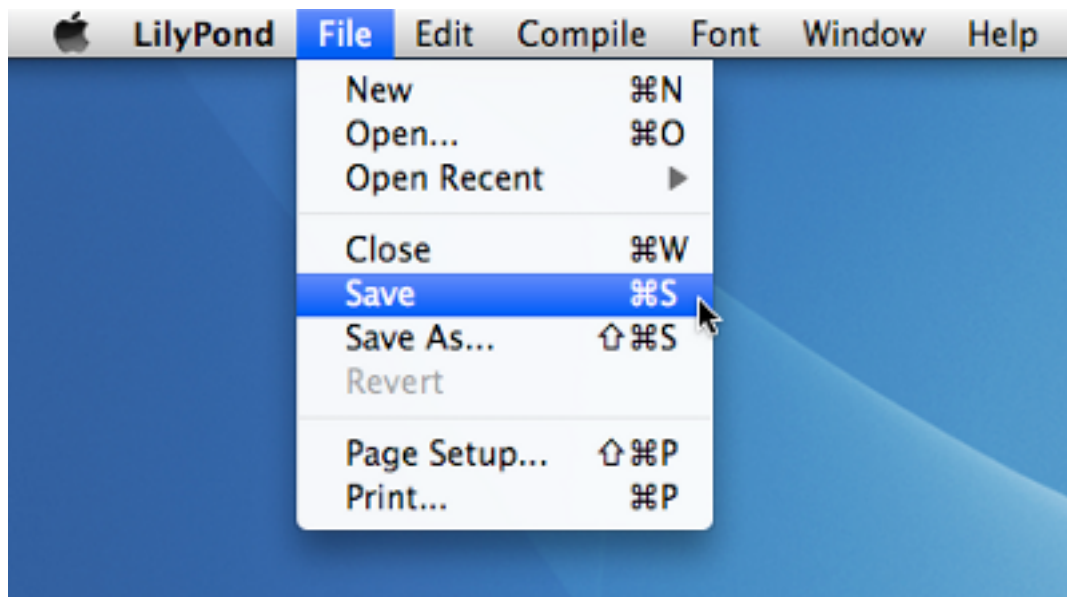 LilyPond File Edit Compile Font Window Help
New ⌘N
Open... ⌘O
Open Recent ▶
Close ⌘W
Save ⌘S
Save As... ⇧⌘S
Revert
Page Setup... ⇧⌘P
Print... ⌘P